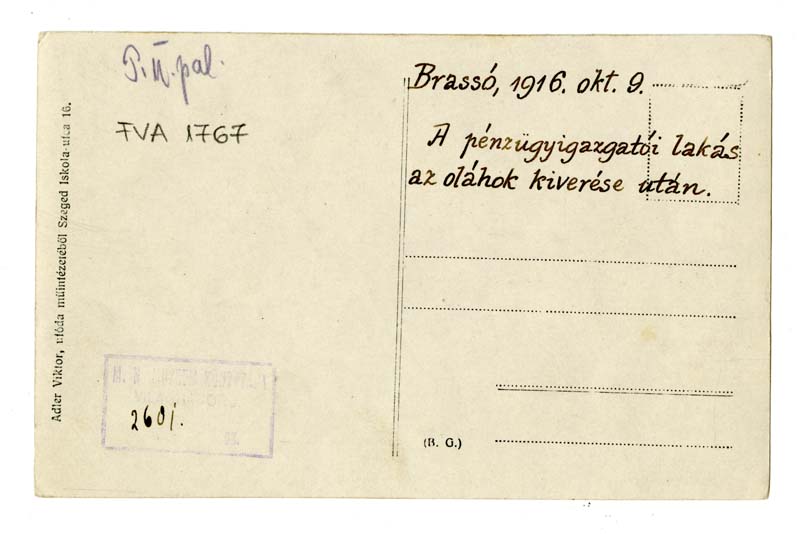 P. II. pal.
FVA 1767
Adler Viktor, utóda műintézetéből Szeged Iskola-utca 16.
2601.
Brassó, 1916. okt. 9.
A pénzügyigazgatói lakás
az oláhok kiverése után.
(B. G.)